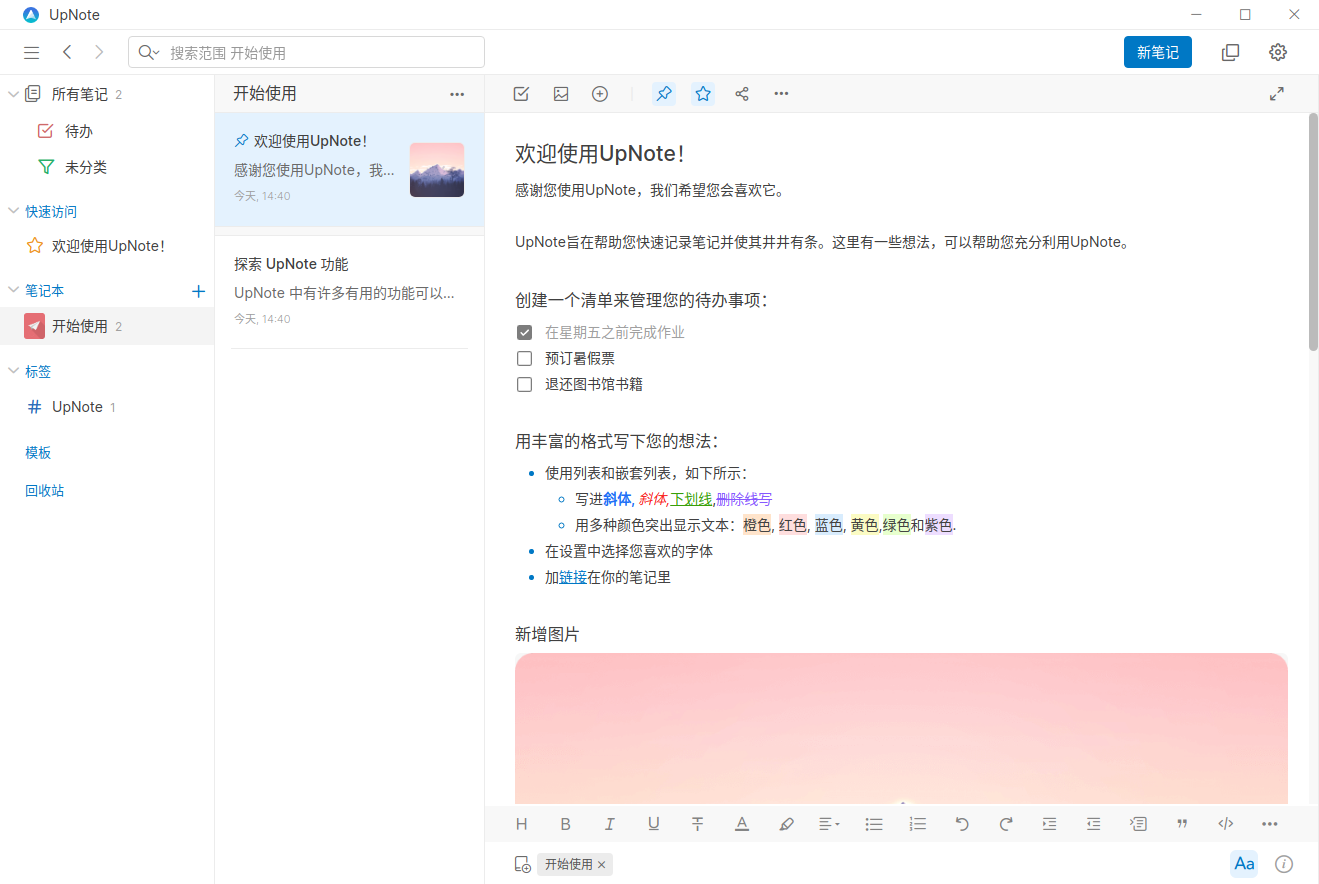 UpNote
搜索范围 开始使用
新笔记
所有笔记 2
待办
未分类
快速访问
欢迎使用UpNote！
笔记本
开始使用 2
标签
# UpNote 1
模板
回收站
开始使用
欢迎使用UpNote！
感谢您使用UpNote，我...
今天, 14:40
探索 UpNote 功能
UpNote 中有许多有用的功能可以...
今天, 14:40
欢迎使用UpNote！
感谢您使用UpNote，我们希望您会喜欢它。
UpNote旨在帮助您快速记录笔记并使其井井有条。这里有一些想法，可以帮助您充分利用UpNote。
创建一个清单来管理您的待办事项：
在星期五之前完成作业
预订暑假票
退还图书馆书籍
用丰富的格式写下您的想法：
使用列表和嵌套列表，如下所示：
写进斜体, 斜体,下划线,删除线写
用多种颜色突出显示文本：橙色, 红色, 蓝色, 黄色,绿色和紫色.
在设置中选择您喜欢的字体
加链接在你的笔记里
新增图片
H B I U T A
开始使用
Aa